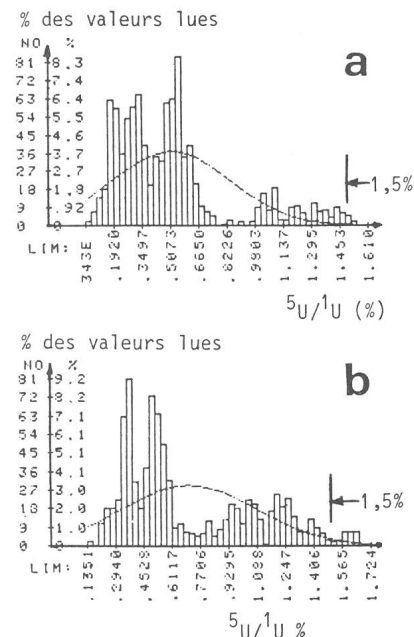 % des valeurs lues
NO %
a
81 8.3
72 7.4
63 6.4
54 5.5
45 4.6
36 3.7
27 2.7
18 1.8
9 .92
0 0
1,5%
LIM: 343E .1920 .3497 .5073 .6650 .8226 .9803 1.137 1.295 1.453 1.610
5U/1U (%)
% des valeurs lues
NO %
b
81 9.2
72 8.2
63 7.1
54 6.1
45 5.1
36 4.1
27 3.0
18 2.0
9 1.0
0 0
1,5%
LIM: .1351 .2940 .4528 .6117 .7706 .9295 1.088 1.247 1.406 1.565 1.724
5U/1U %